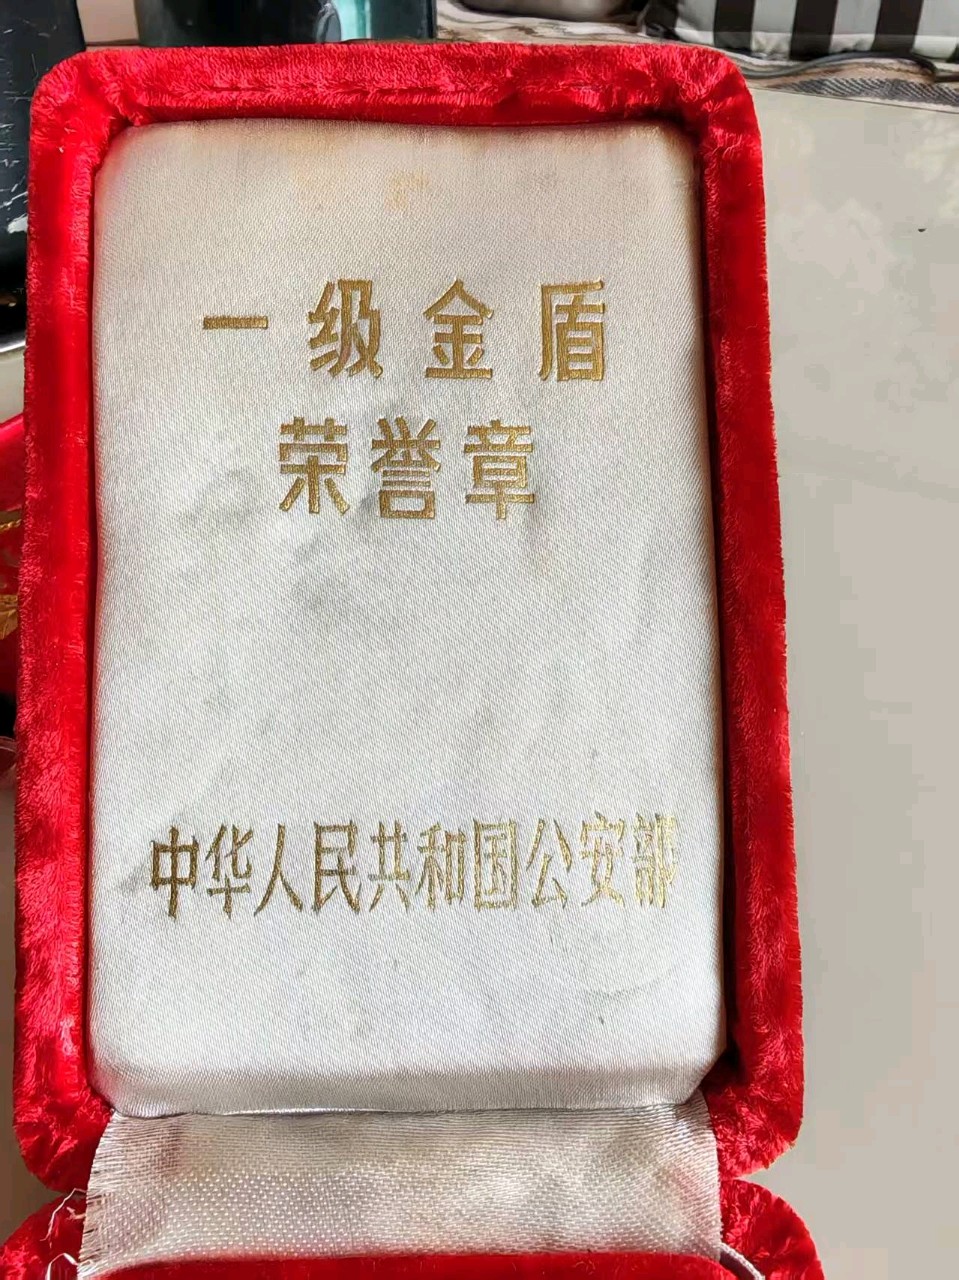 一级金盾
荣誉章
中华人民共和国公安部